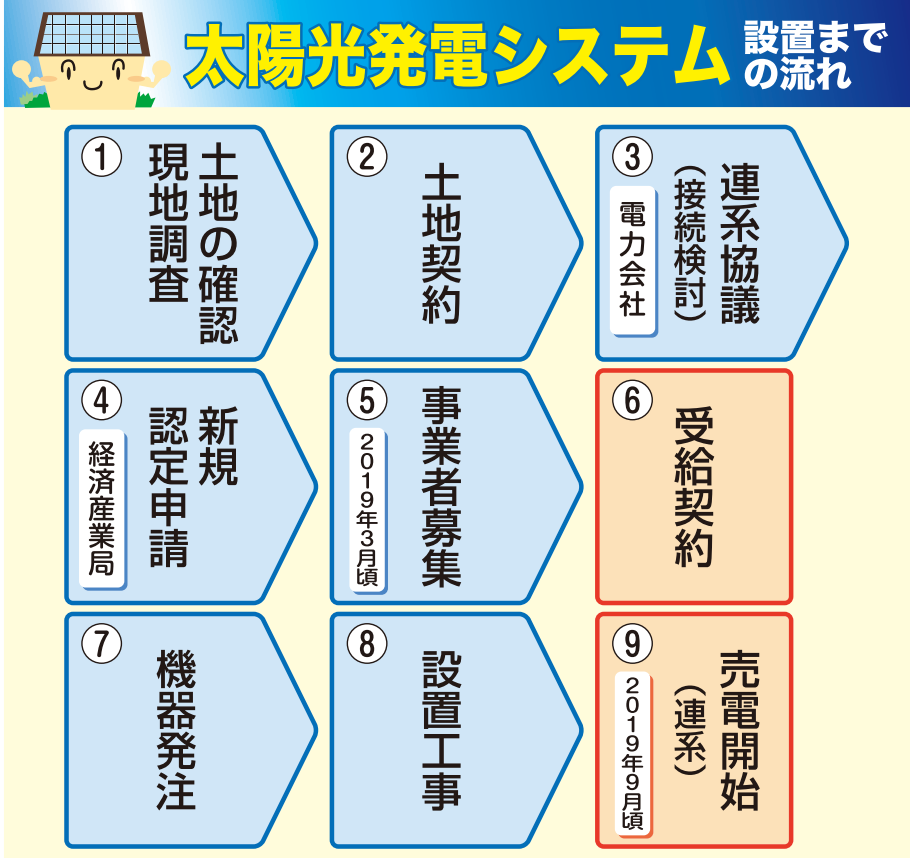 太陽光発電システム
設置まで
の流れ
①
土地の確認
現地調査
②
土地契約
③
連系協議
（接続検討）
電力会社
④
新規
認定申請
経済産業局
⑤
事業者募集
2019年3月頃
⑥
受給契約
⑦
機器発注
⑧
設置工事
⑨
売電開始
（連系）
2019年9月頃